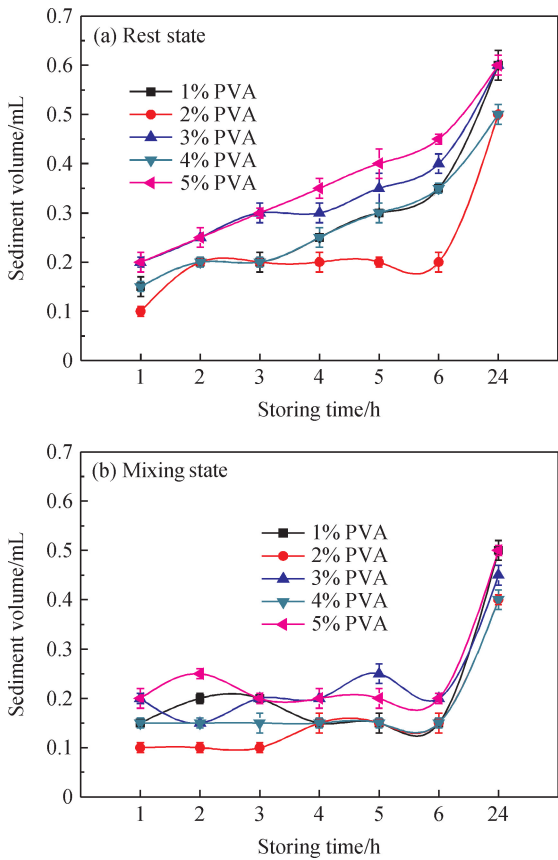 (a) Rest state
1% PVA
2% PVA
3% PVA
4% PVA
5% PVA
Sediment volume/mL
0.7
0.6
0.5
0.4
0.3
0.2
0.1
0
1 2 3 4 5 6 24
Storing time/h
(b) Mixing state
1% PVA
2% PVA
3% PVA
4% PVA
5% PVA
Sediment volume/mL
0.7
0.6
0.5
0.4
0.3
0.2
0.1
0
1 2 3 4 5 6 24
Storing time/h